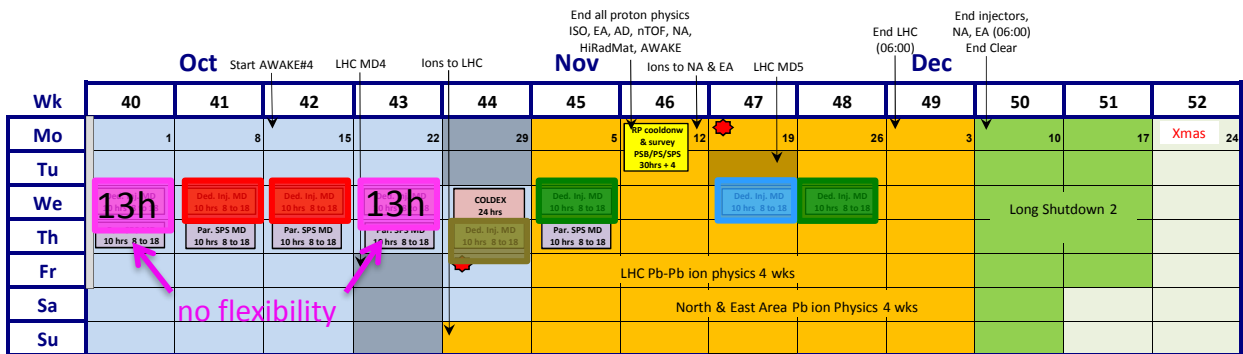 End all proton physics
ISO, EA, AD, nTOF, NA,
HiRadMat, AWAKE
End injectors,
NA, EA (06:00)
End Clear
End LHC
(06:00)
Oct
Start AWAKE#4
LHC MD4
Ions to LHC
Nov
Ions to NA & EA
LHC MD5
Dec
Wk 40 41 42 43 44 45 46 47 48 49 50 51 52
Mo 1 8 15 22 29 5 12 19 26 3 10 17 24
RP cooldonw
& survey
PSB/PS/SPS
30hrs + 4
Xmas
Tu
We
13h
Ded. Inj. MD
10 hrs 8 to 18
Ded. Inj. MD
10 hrs 8 to 18
13h
COLDEX
24 hrs
Ded. Inj. MD
10 hrs 8 to 18
Ded. Inj. MD
10 hrs 8 to 18
Ded. Inj. MD
10 hrs 8 to 18
Long Shutdown 2
Th
10 hrs 8 to 18
Par. SPS MD
10 hrs 8 to 18
Par. SPS MD
10 hrs 8 to 18
Par. SPS MD
10 hrs 8 to 18
Ded. Inj. MD
10 hrs 8 to 18
Par. SPS MD
10 hrs 8 to 18
Fr
LHC Pb-Pb ion physics 4 wks
Sa
no flexibility
North & East Area Pb ion Physics 4 wks
Su